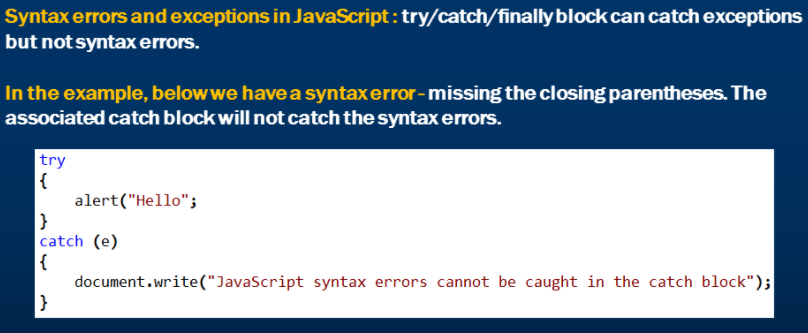 Syntax errors and exceptions in JavaScript : try/catch/finally block can catch exceptions
but not syntax errors.
In the example, below we have a syntax error - missing the closing parentheses. The
associated catch block will not catch the syntax errors.
try
{
    alert("Hello";
}
catch (e)
{
    document.write("JavaScript syntax errors cannot be caught in the catch block");
}